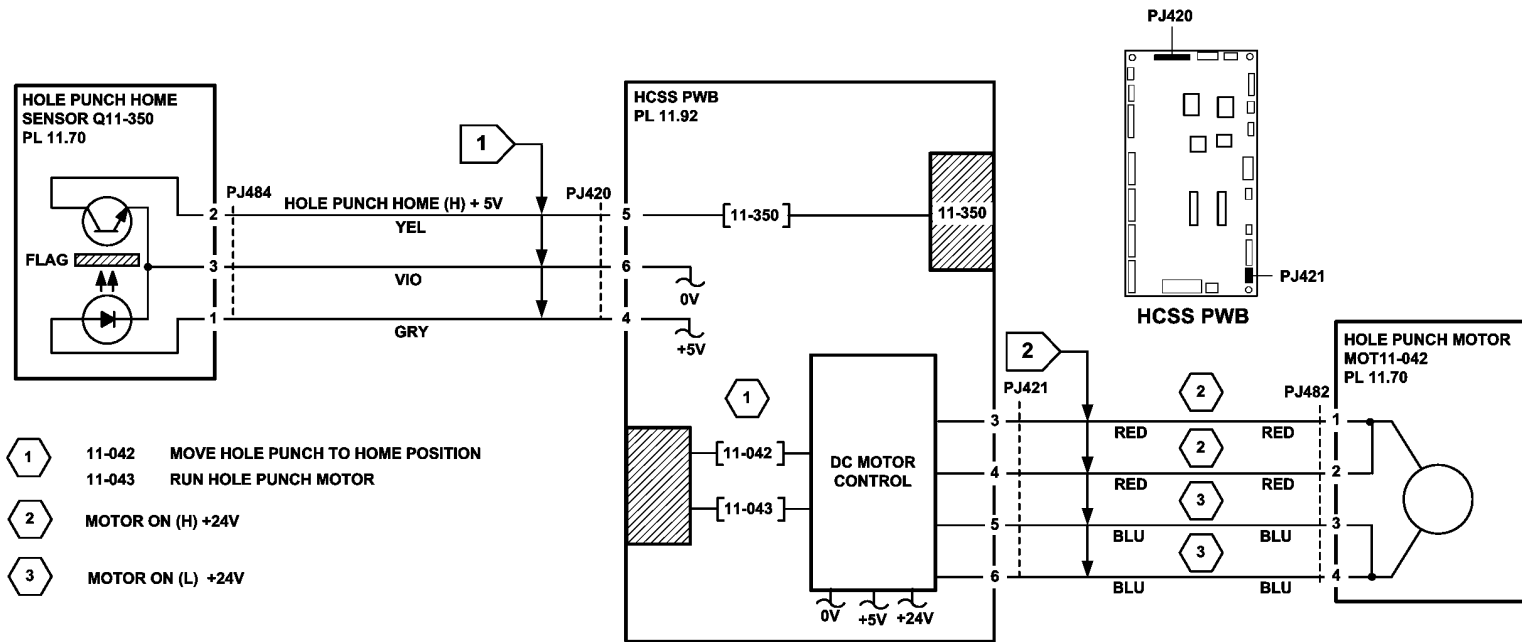 PJ420
HOLE PUNCH HOME
SENSOR Q11-350
PL 11.70
HCSS PWB
PL 11.92
1
PJ484
HOLE PUNCH HOME (H) + 5V
PJ420
2
5
[11-350]
11-350
YEL
FLAG
3
6
VIO
0V
PJ421
1
4
GRY
+5V
HCSS PWB
2
HOLE PUNCH MOTOR
MOT11-042
PL 11.70
PJ421
PJ482
1
2
3
1
RED
RED
1
11-042 MOVE HOLE PUNCH TO HOME POSITION
11-043 RUN HOLE PUNCH MOTOR
[11-042]
DC MOTOR
CONTROL
2
4
2
RED
RED
2
MOTOR ON (H) +24V
[11-043]
3
5
3
BLU
BLU
3
3
MOTOR ON (L) +24V
6
4
BLU
BLU
0V
+5V
+24V